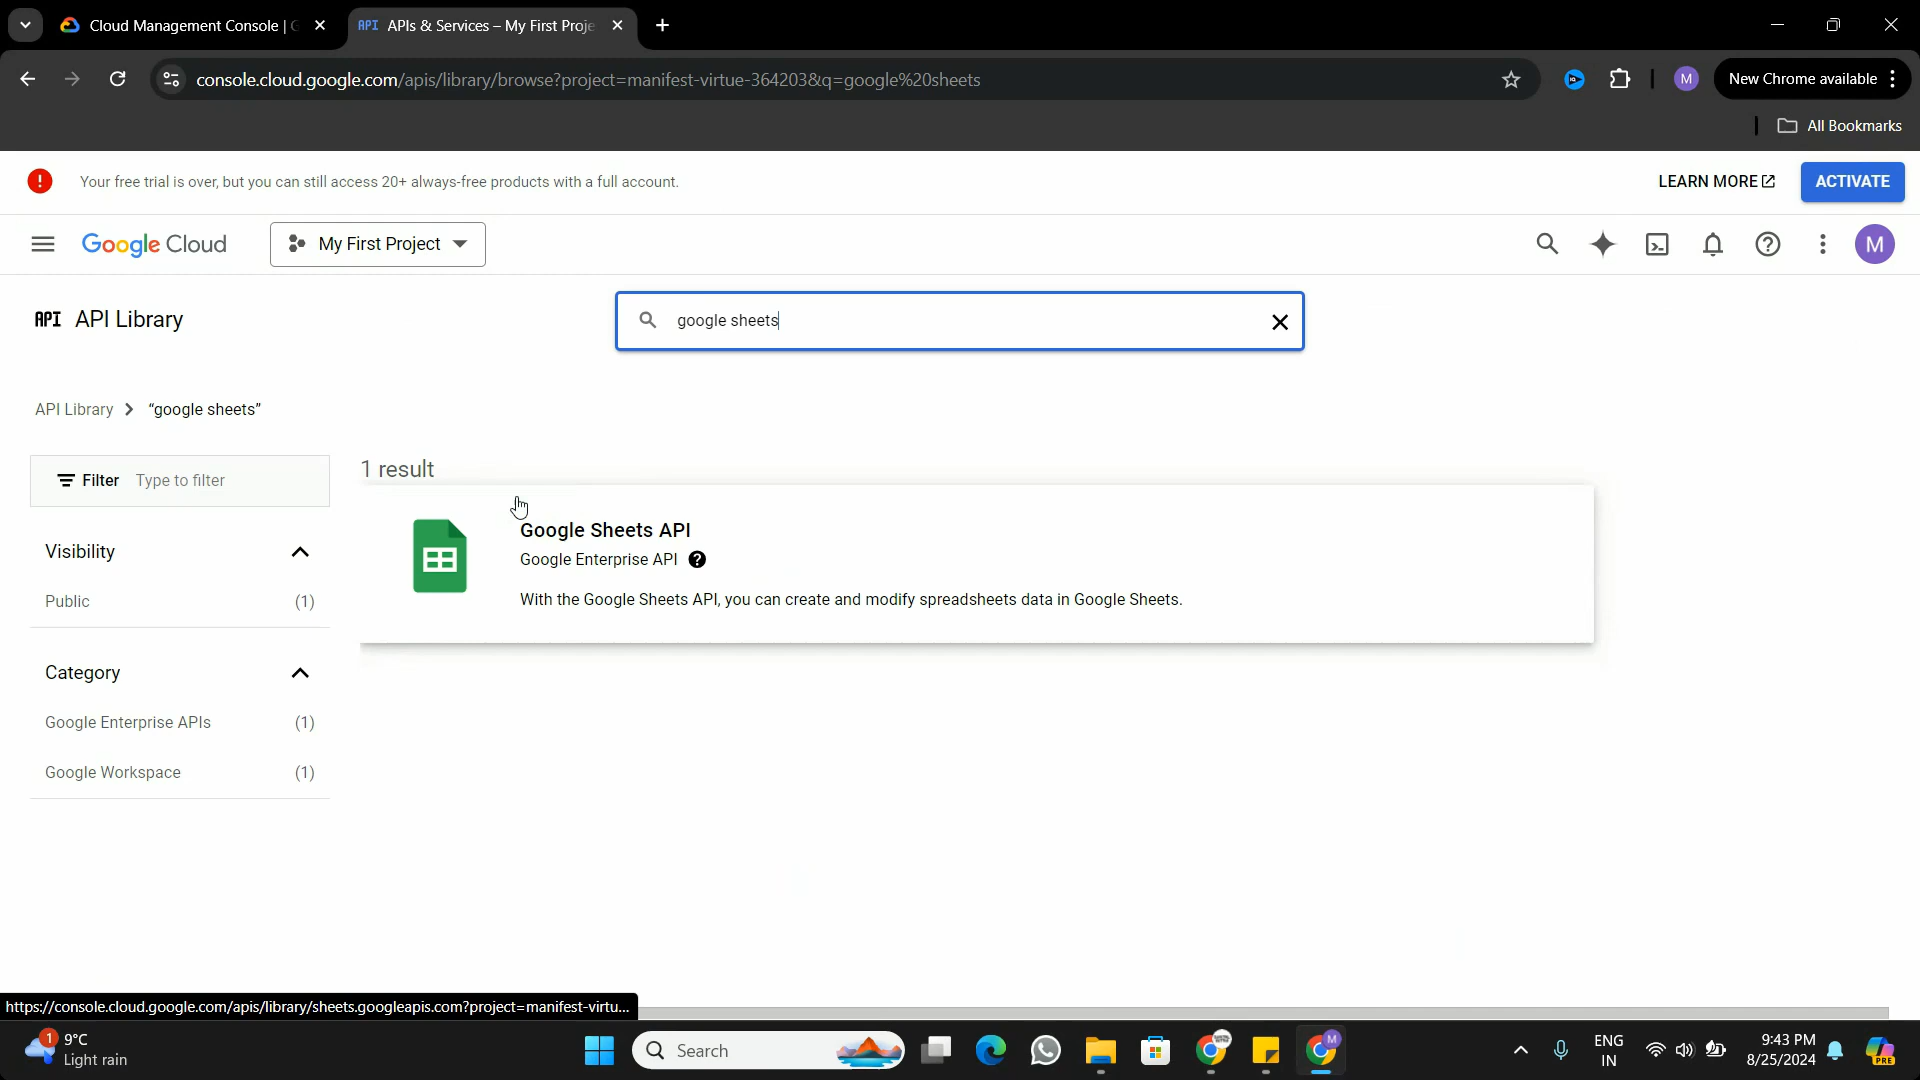 Cloud Management Console | G
API APIs & Services – My First Proje
console.cloud.google.com/apis/library/browse?project=manifest-virtue-364203&q=google%20sheets
M
New Chrome available
All Bookmarks
Your free trial is over, but you can still access 20+ always-free products with a full account.
LEARN MORE
ACTIVATE
Google Cloud
My First Project
M
API API Library
google sheets
API Library > “google sheets”
Filter Type to filter
1 result
Google Sheets API
Google Enterprise API
With the Google Sheets API, you can create and modify spreadsheets data in Google Sheets.
Visibility
Public (1)
Category
Google Enterprise APIs (1)
Google Workspace (1)
https://console.cloud.google.com/apis/library/sheets.googleapis.com?project=manifest-virtu...
1
9°C
Light rain
Search
M
ENG
IN
9:43 PM
8/25/2024
PRE